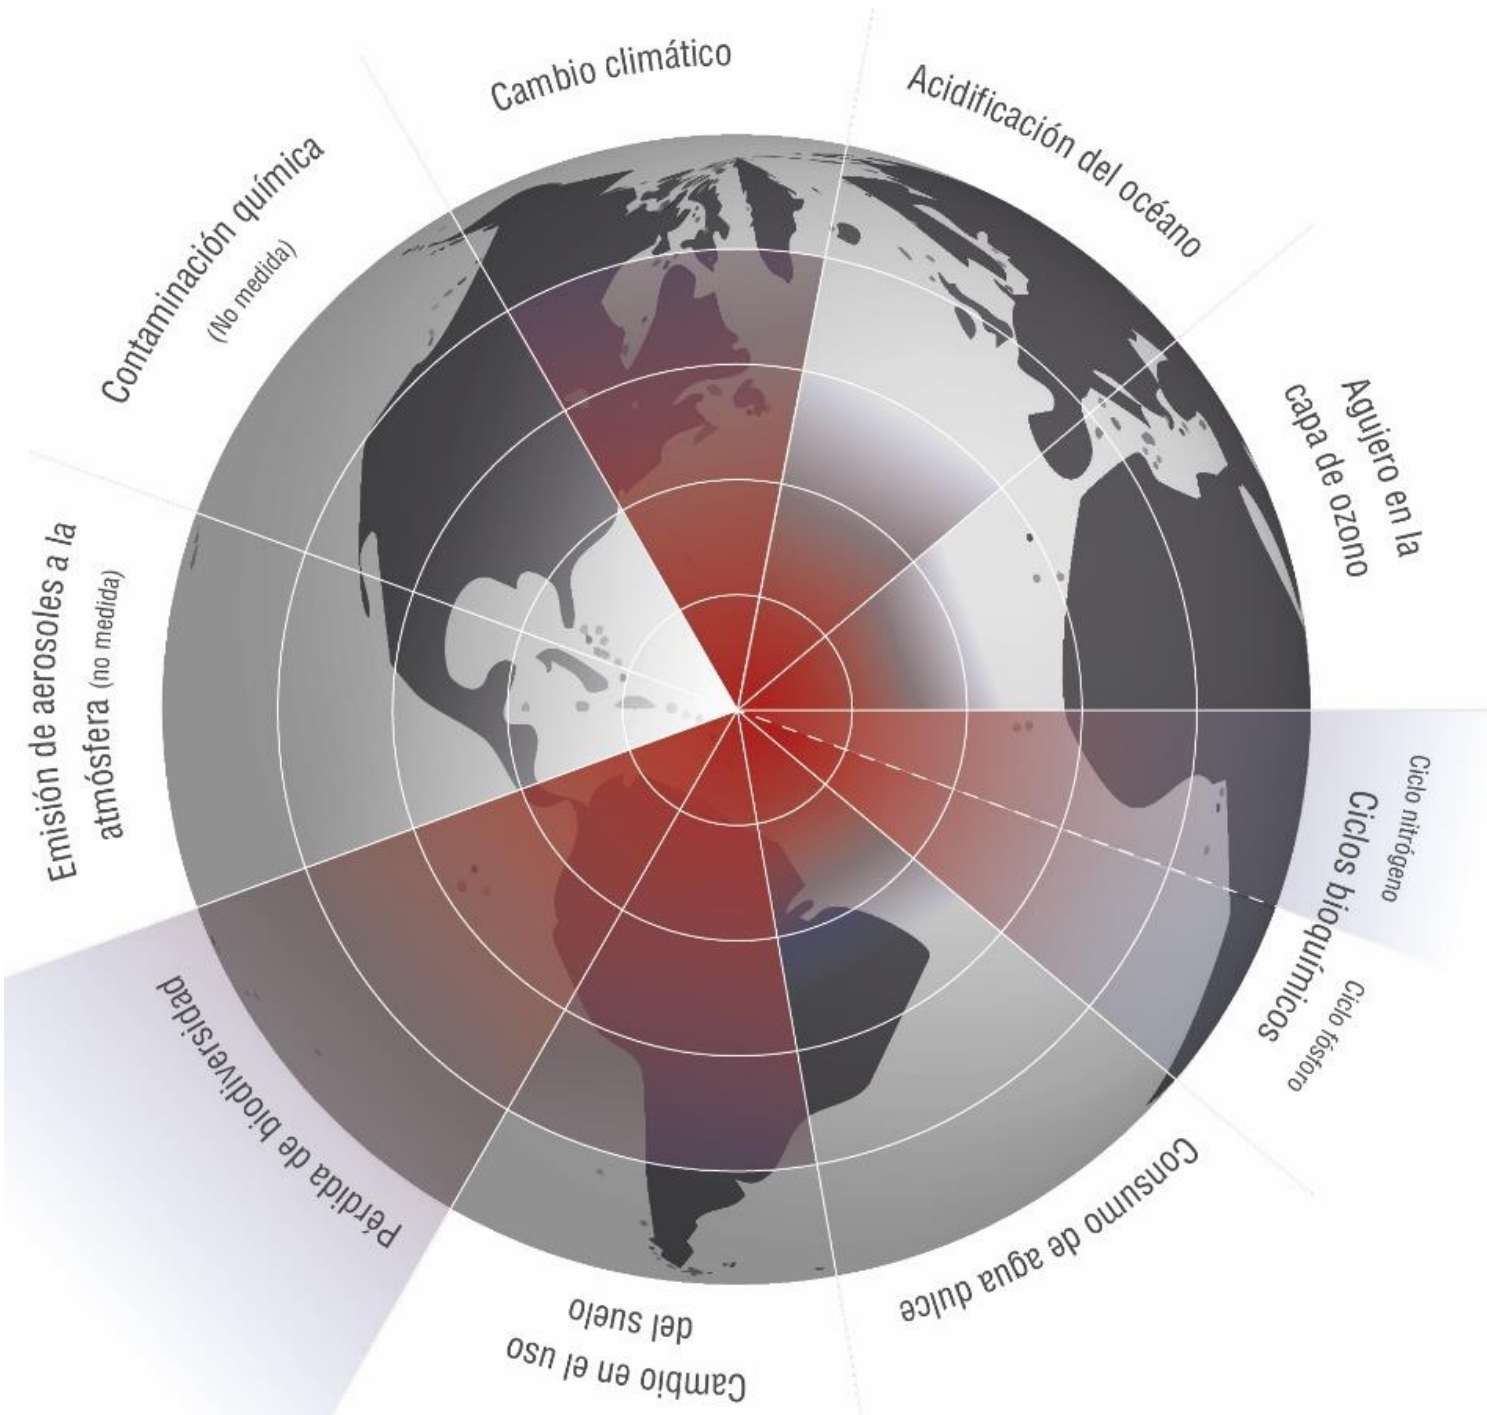 Cambio climático
Acidificación del océano
Agujero en la
capa de ozono
Ciclo nitrógeno
Ciclos bioquímicos
Ciclo fósforo
Consumo de agua dulce
Cambio en el uso
del suelo
Pérdida de biodiversidad
Emisión de aerosoles a la
atmósfera (no medida)
Contaminación química
(No medida)